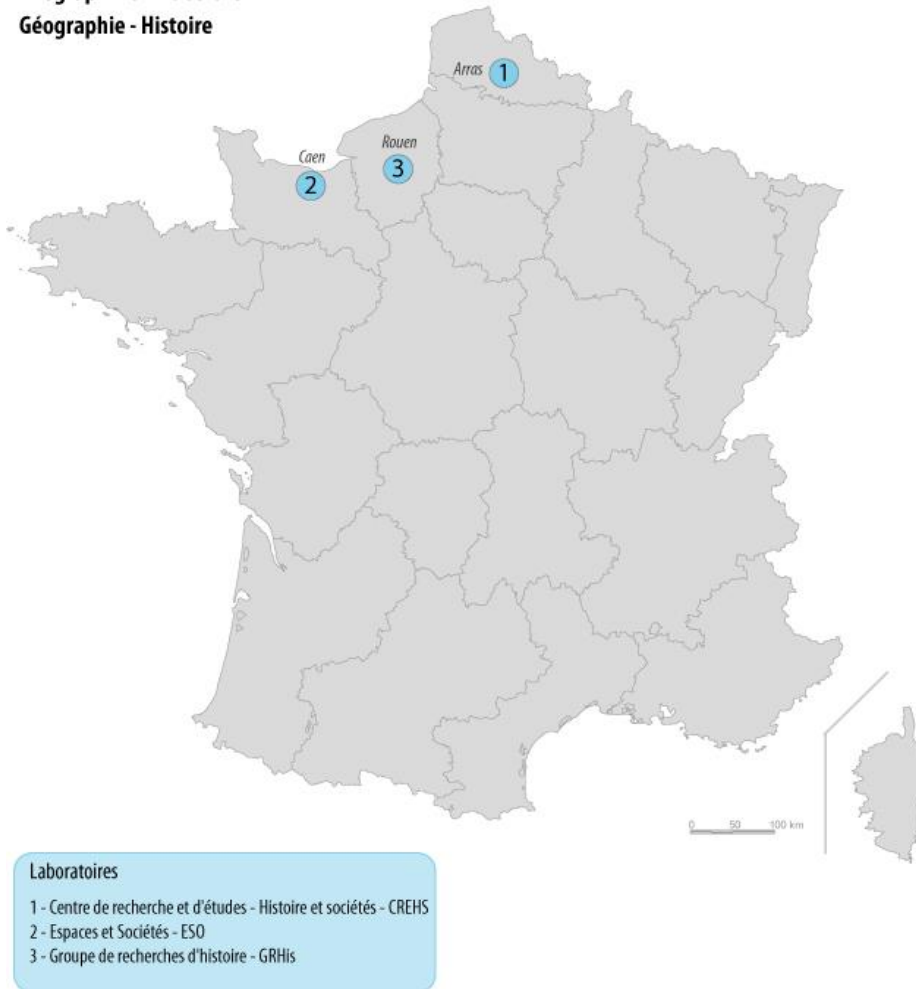 Géographie - Histoire
Arras 1
Rouen
3
Caen
2
0 50 100 km
Laboratoires
1 - Centre de recherche et d'études - Histoire et sociétés - CREHS
2 - Espaces et Sociétés - ESO
3 - Groupe de recherches d'histoire - GRHis